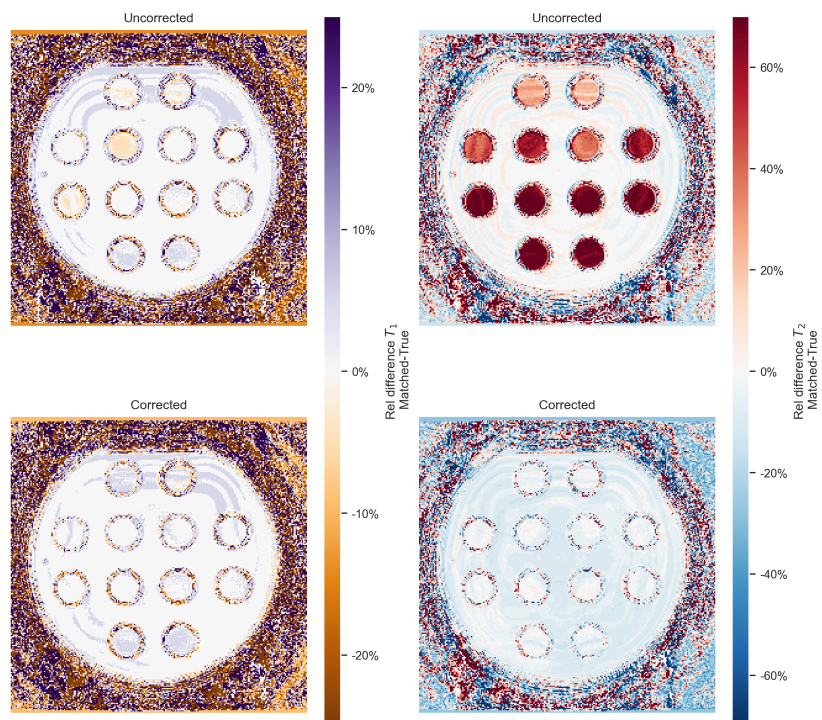 Uncorrected
Uncorrected
20%
10%
0%
-10%
-20%
Rel difference T₁
Matched-True
60%
40%
20%
0%
-20%
-40%
-60%
Rel difference T₂
Matched-True
Corrected
Corrected